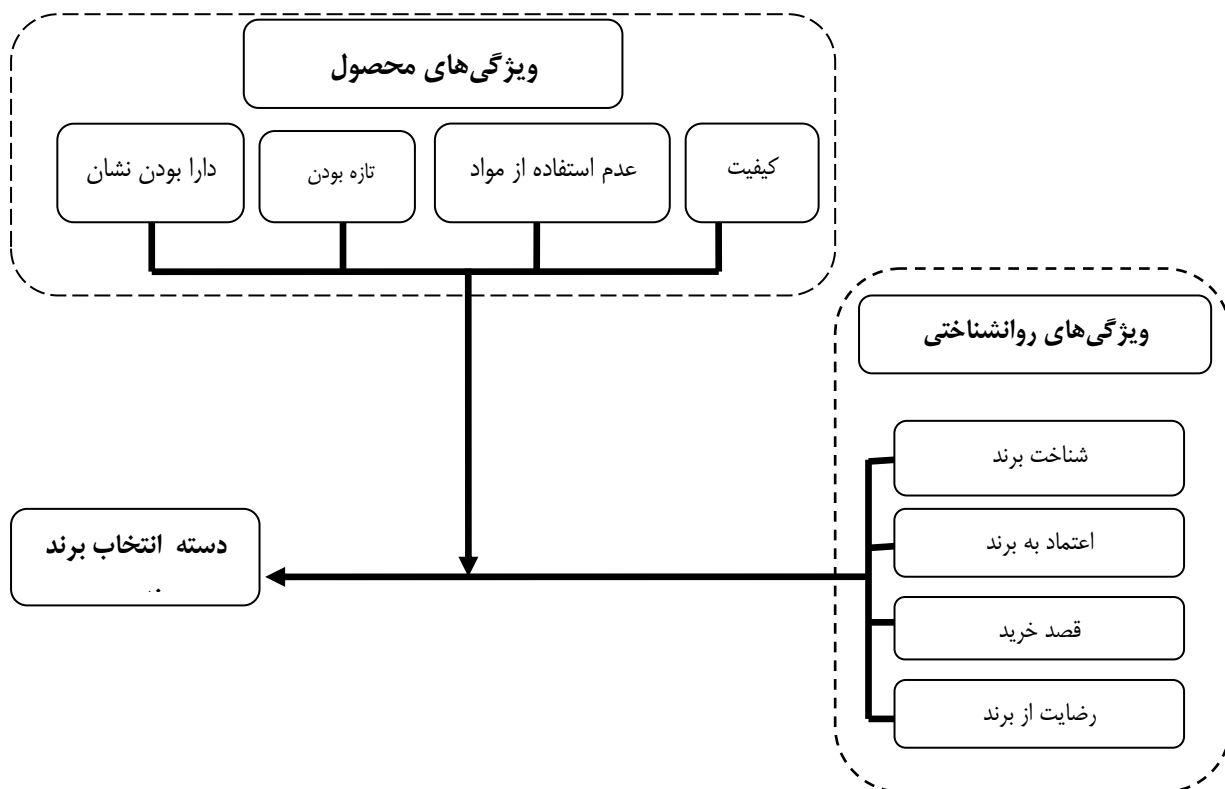 ویژگی‌های محصول
کیفیت
عدم استفاده از مواد
تازه بودن
دارا بودن نشان
ویژگی‌های روانشناختی
شناخت برند
اعتماد به برند
قصد خرید
رضایت از برند
دسته انتخاب برند